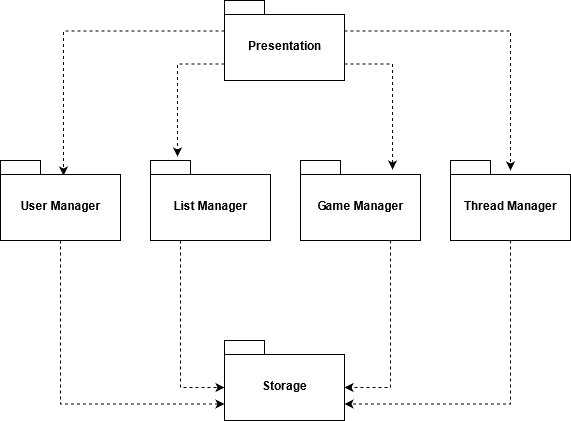 Presentation
User Manager
List Manager
Game Manager
Thread Manager
Storage